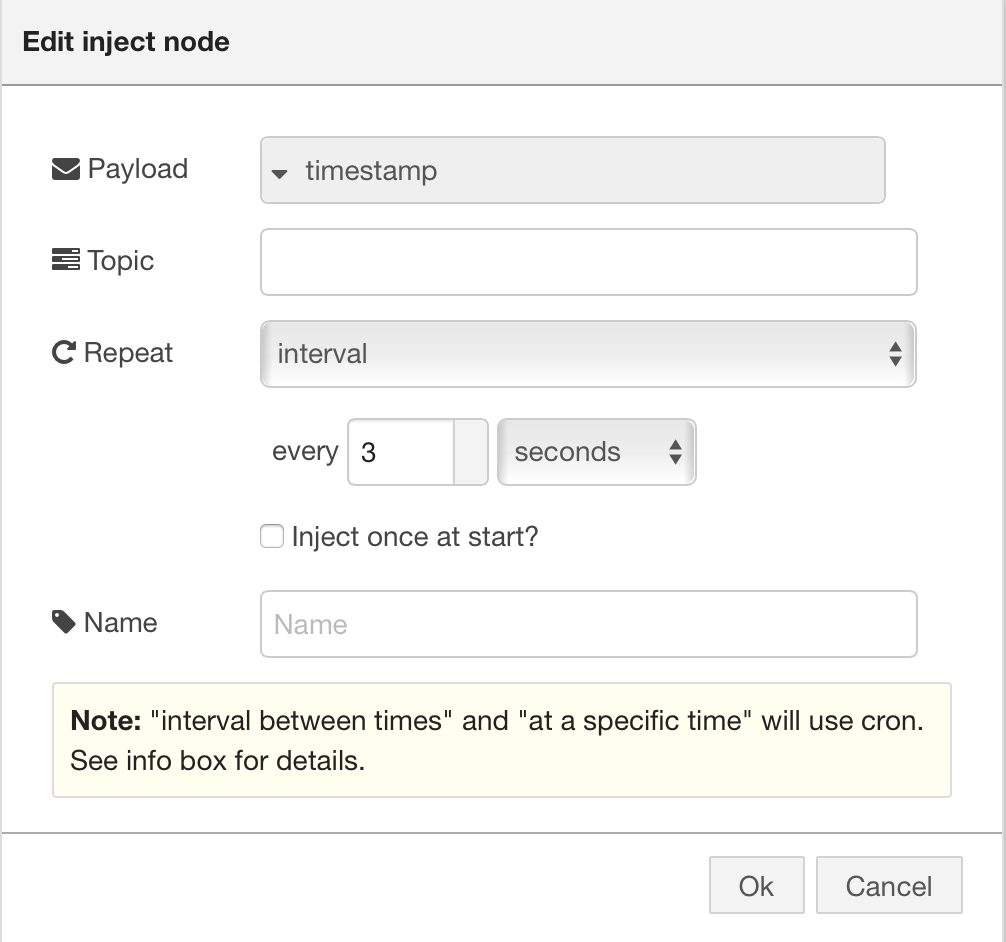 Edit inject node
Payload
timestamp
Topic
Repeat
interval
every 3 seconds
Inject once at start?
Name
Name
Note: "interval between times" and "at a specific time" will use cron.
See info box for details.
Ok
Cancel